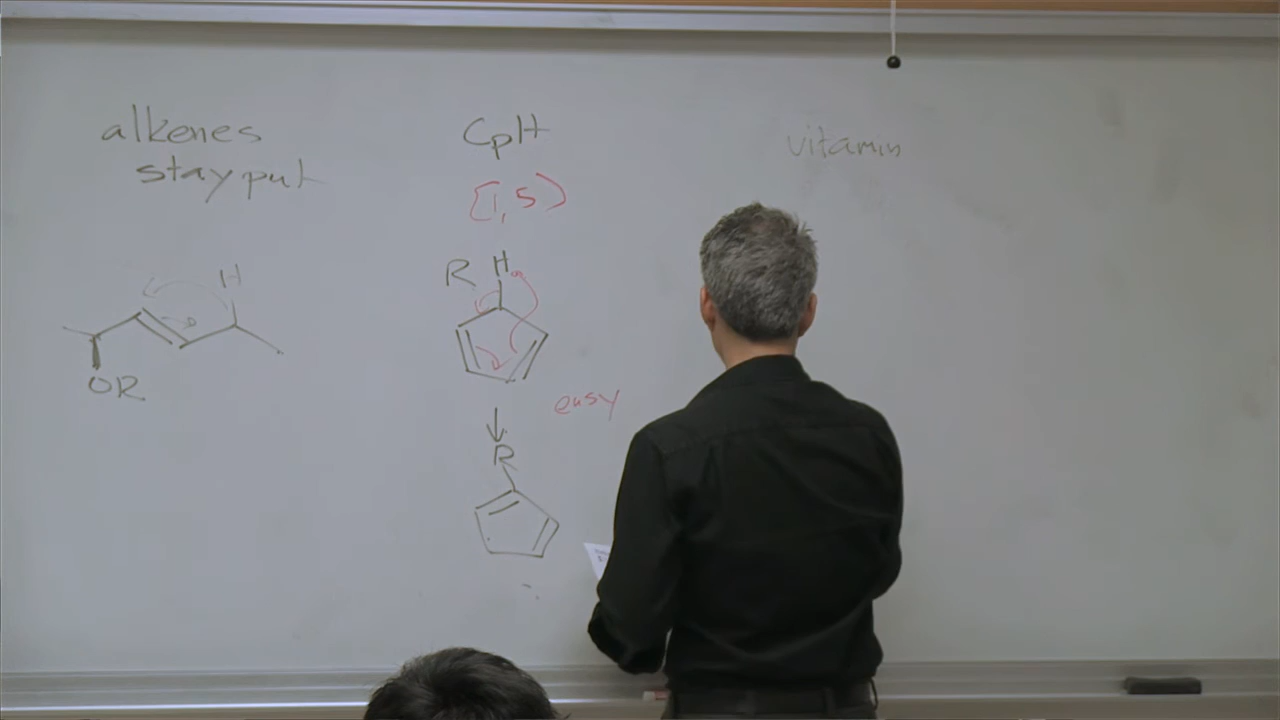 alkenes
stay put
CpH
[1,5)
vitamin
H
OR
R H
easy
R